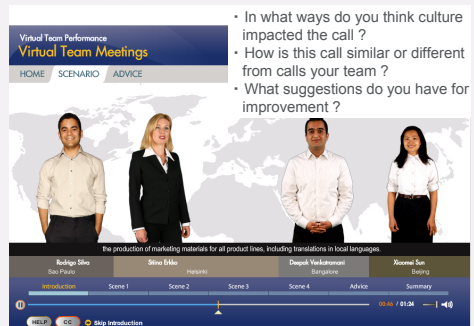 Virtual Team Performance
Virtual Team Meetings
HOME SCENARIO ADVICE
· In what ways do you think culture
impacted the call ?
· How is this call similar or different
from calls your team ?
· What suggestions do you have for
improvement ?
the production of marketing materials for all product lines, including translations in local languages.
Rodrigo Silva Stiina Erkko Deepak Venkatramani Xiaomei Sun
Sao Paulo Helsinki Bangalore Beijing
Introduction Scene 1 Scene 2 Scene 3 Scene 4 Advice Summary
00:46 / 01:24
HELP CC Skip Introduction